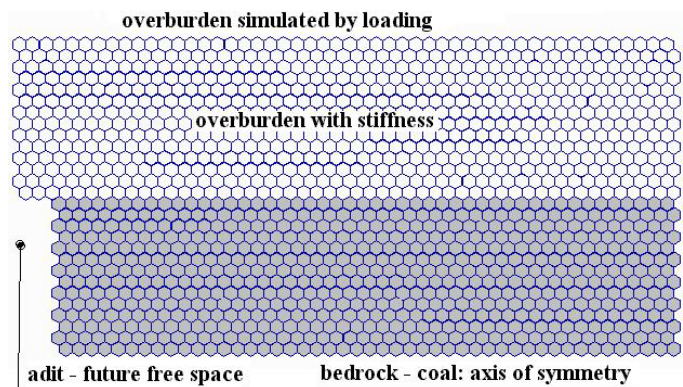 overburden simulated by loading
overburden with stiffness
adit - future free space
bedrock - coal: axis of symmetry